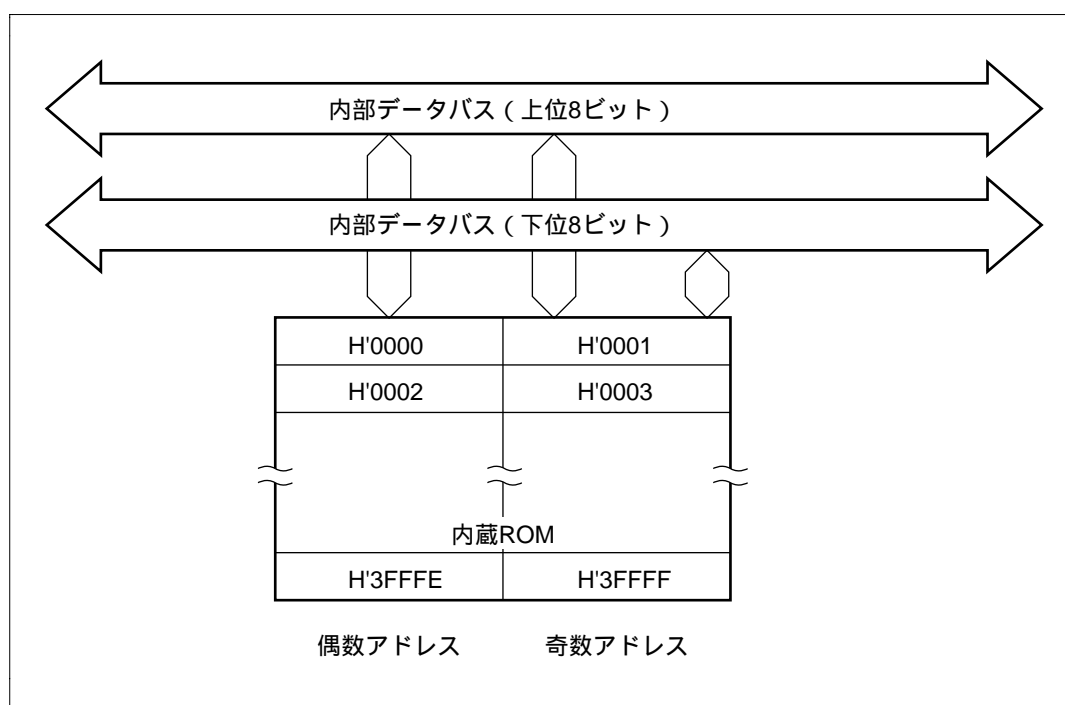 内部データバス（上位8ビット）
内部データバス（下位8ビット）
H'0000 H'0001
H'0002 H'0003
内蔵ROM
H'3FFFE H'3FFFF
偶数アドレス 奇数アドレス